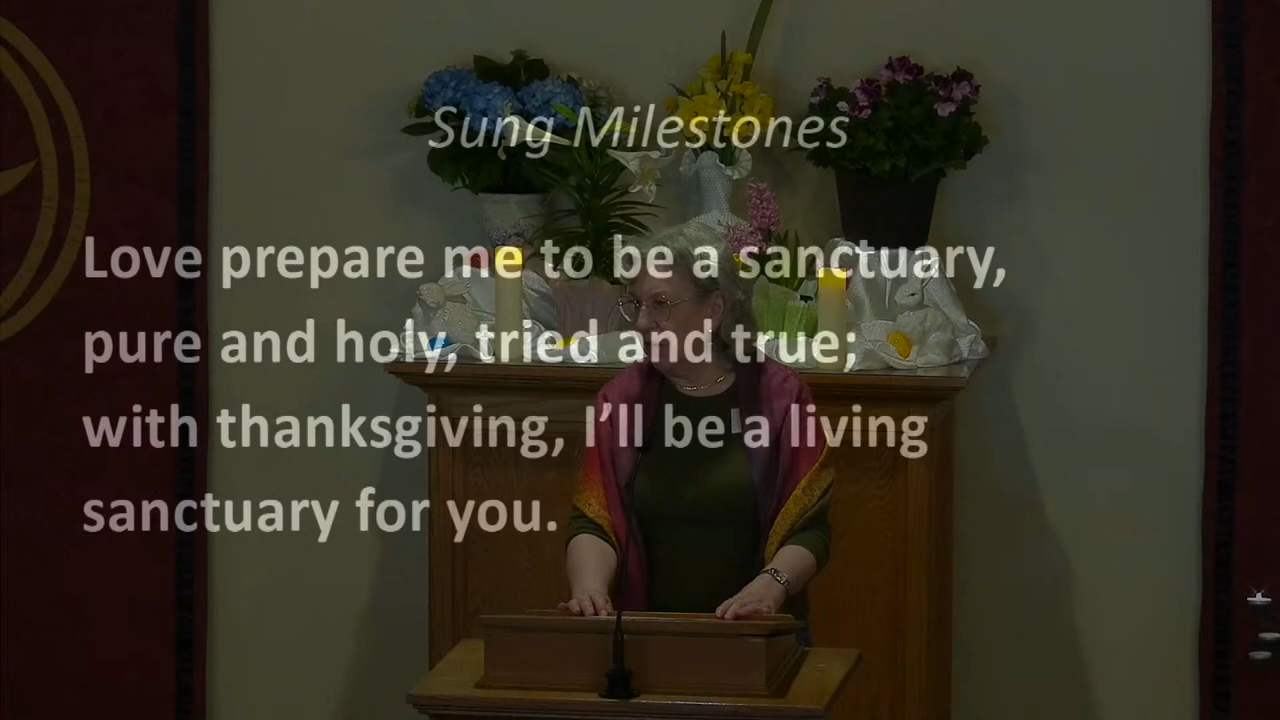 Sung Milestones
Love prepare me to be a sanctuary,
pure and holy, tried and true;
with thanksgiving, I’ll be a living
sanctuary for you.